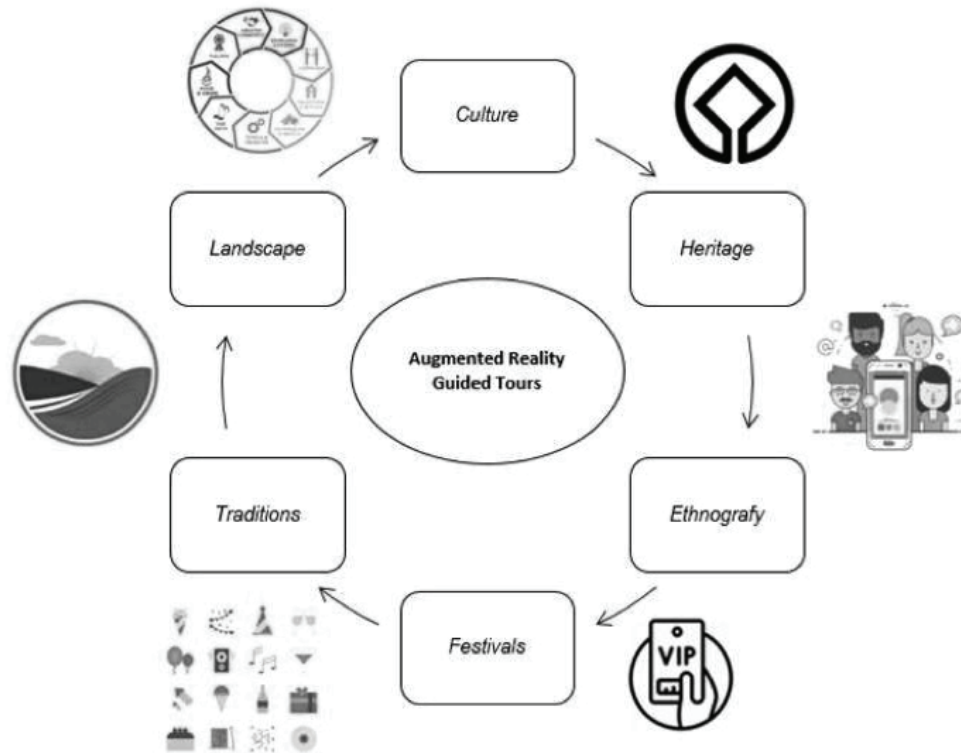 Culture
Landscape
Heritage
Augmented Reality
Guided Tours
Traditions
Ethnografy
Festivals
VIP